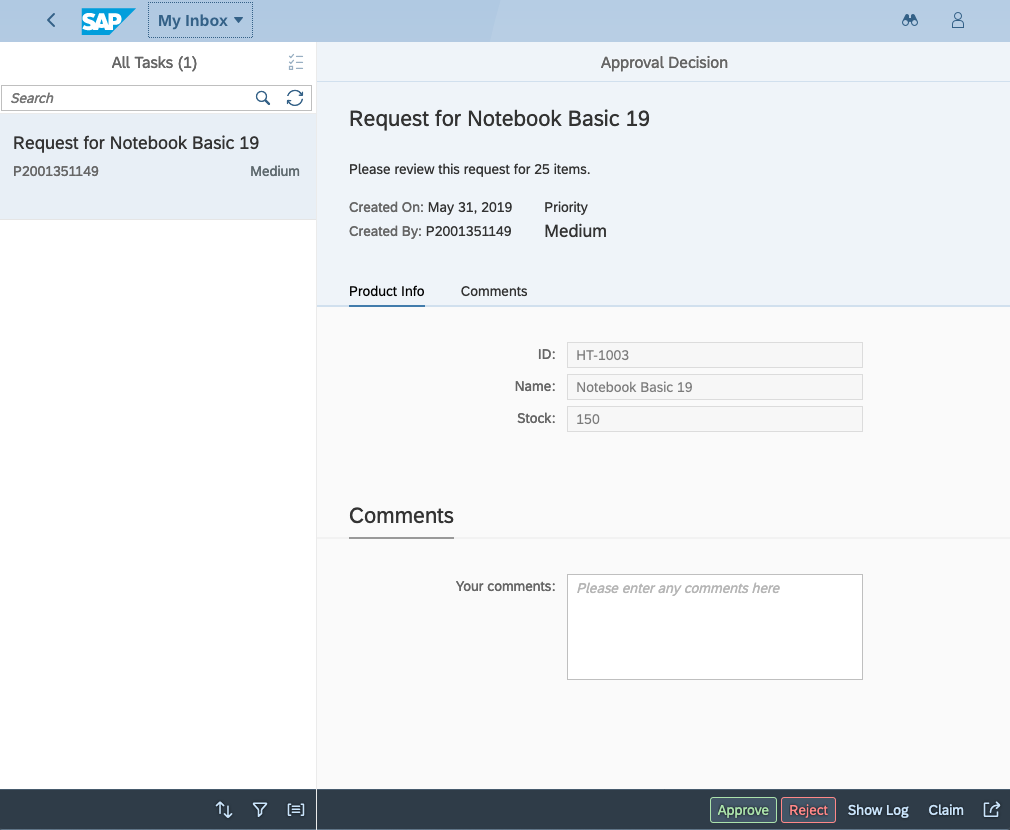 SAP My Inbox
All Tasks (1)
Search
Request for Notebook Basic 19
P2001351149 Medium
Approval Decision
Request for Notebook Basic 19
Please review this request for 25 items.
Created On: May 31, 2019 Priority
Created By: P2001351149 Medium
Product Info Comments
ID: HT-1003
Name: Notebook Basic 19
Stock: 150
Comments
Your comments: Please enter any comments here
Approve Reject Show Log Claim